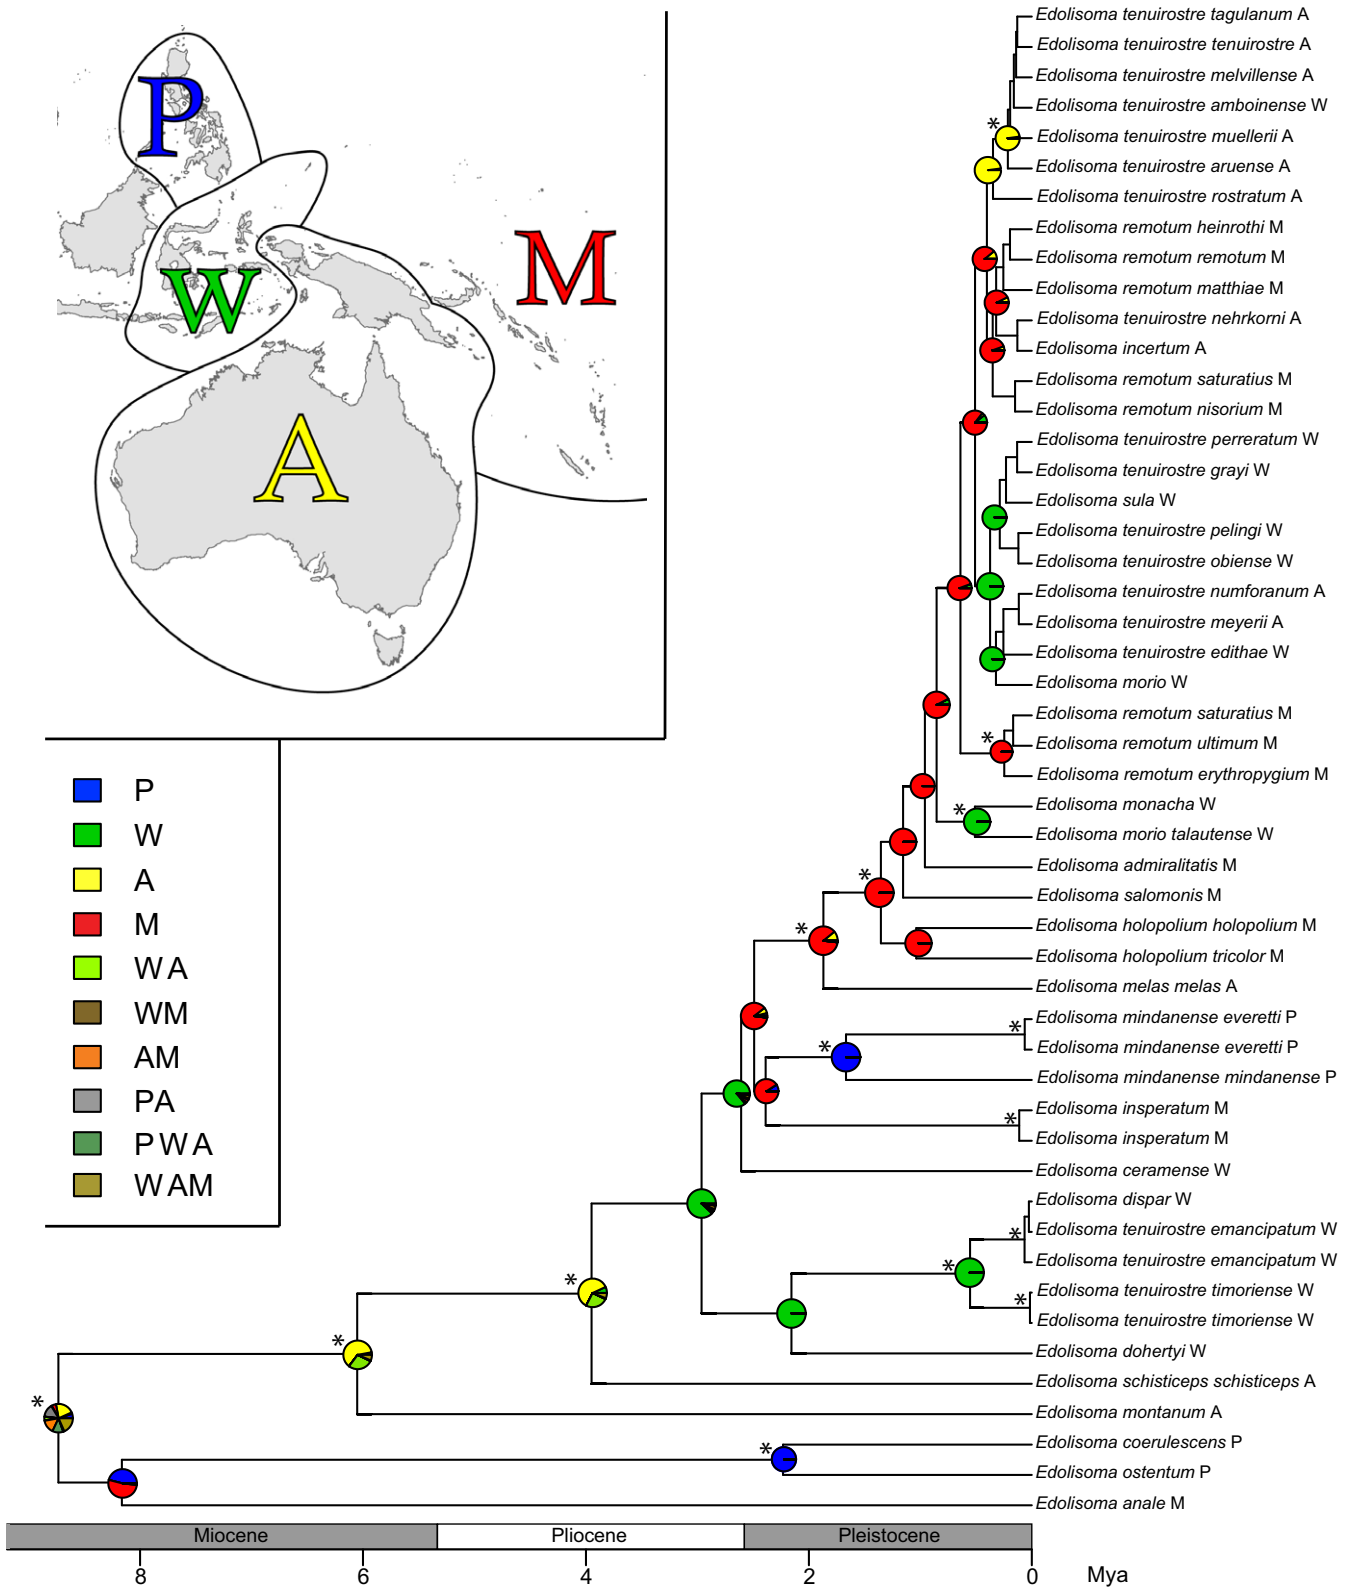 P
W
M
A
P
W
A
M
W A
WM
AM
PA
P W A
W AM
Edolisoma tenuirostre tagulanum A
Edolisoma tenuirostre tenuirostre A
Edolisoma tenuirostre melvillense A
Edolisoma tenuirostre amboinense W
*
Edolisoma tenuirostre muellerii A
Edolisoma tenuirostre aruense A
Edolisoma tenuirostre rostratum A
Edolisoma remotum heinrothi M
Edolisoma remotum remotum M
Edolisoma remotum matthiae M
Edolisoma tenuirostre nehrkorni A
Edolisoma incertum A
Edolisoma remotum saturatius M
Edolisoma remotum nisorium M
Edolisoma tenuirostre perreratum W
Edolisoma tenuirostre grayi W
Edolisoma sula W
Edolisoma tenuirostre pelingi W
Edolisoma tenuirostre obiense W
Edolisoma tenuirostre numforanum A
Edolisoma tenuirostre meyerii A
Edolisoma tenuirostre edithae W
Edolisoma morio W
Edolisoma remotum saturatius M
*
Edolisoma remotum ultimum M
Edolisoma remotum erythropygium M
*
Edolisoma monacha W
Edolisoma morio talautense W
Edolisoma admiralitatis M
*
Edolisoma salomonis M
*
Edolisoma holopolium holopolium M
Edolisoma holopolium tricolor M
Edolisoma melas melas A
*
Edolisoma mindanense everetti P
*
Edolisoma mindanense everetti P
Edolisoma mindanense mindanense P
*
Edolisoma insperatum M
Edolisoma insperatum M
Edolisoma ceramense W
Edolisoma dispar W
*
Edolisoma tenuirostre emancipatum W
*
Edolisoma tenuirostre emancipatum W
*
*
Edolisoma tenuirostre timoriense W
Edolisoma tenuirostre timoriense W
*
Edolisoma dohertyi W
Edolisoma schisticeps schisticeps A
*
Edolisoma montanum A
*
Edolisoma coerulescens P
Edolisoma ostentum P
Edolisoma anale M
Miocene Pliocene Pleistocene
8 6 4 2 0 Mya